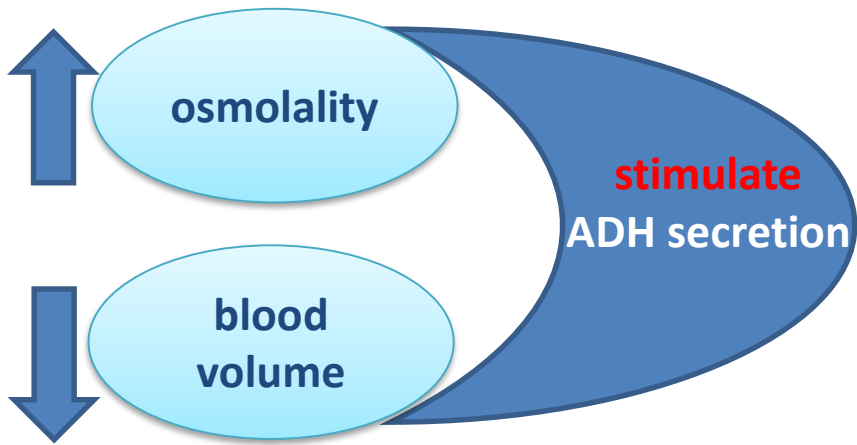 osmolality
stimulate
ADH secretion
blood
volume